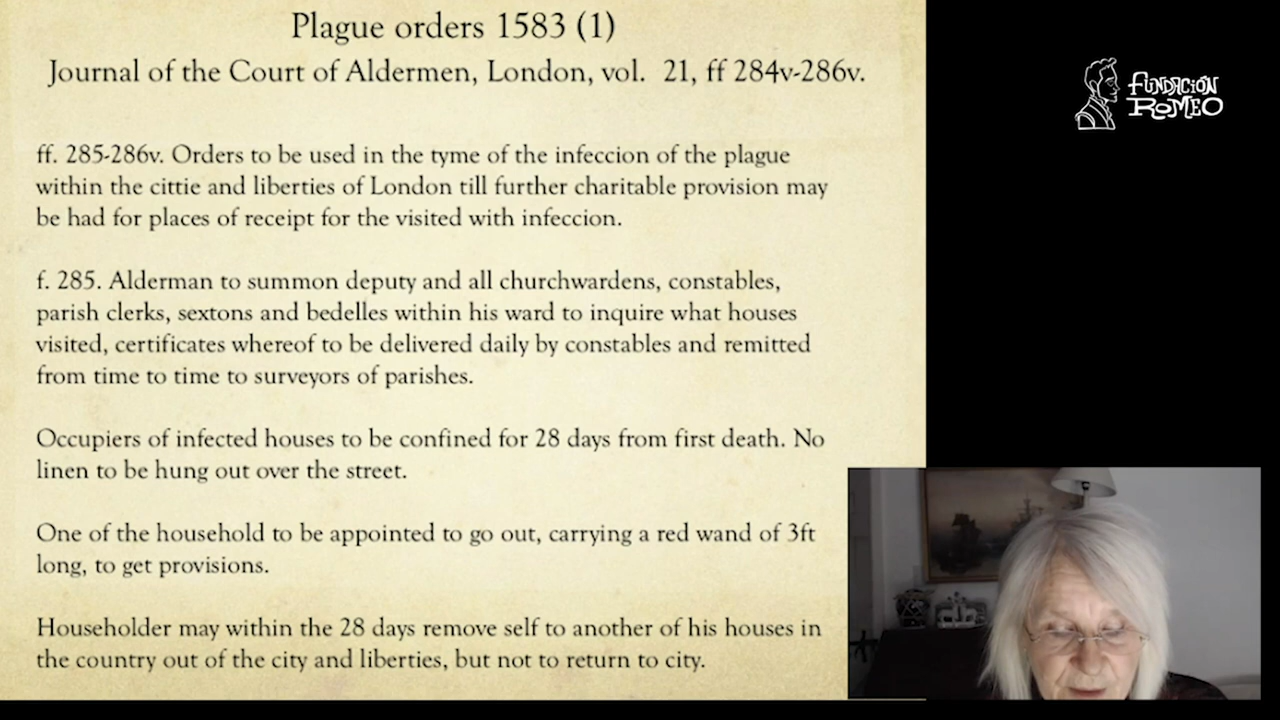 Plague orders 1583 (1)
Journal of the Court of Aldermen, London, vol. 21, ff 284v-286v.
ff. 285-286v. Orders to be used in the tyme of the infeccion of the plague
within the cittie and liberties of London till further charitable provision may
be had for places of receipt for the visited with infeccion.
f. 285. Alderman to summon deputy and all churchwardens, constables,
parish clerks, sextons and bedelles within his ward to inquire what houses
visited, certificates whereof to be delivered daily by constables and remitted
from time to time to surveyors of parishes.
Occupiers of infected houses to be confined for 28 days from first death. No
linen to be hung out over the street.
One of the household to be appointed to go out, carrying a red wand of 3ft
long, to get provisions.
Householder may within the 28 days remove self to another of his houses in
the country out of the city and liberties, but not to return to city.
FUNDACIÓN
ROMEO